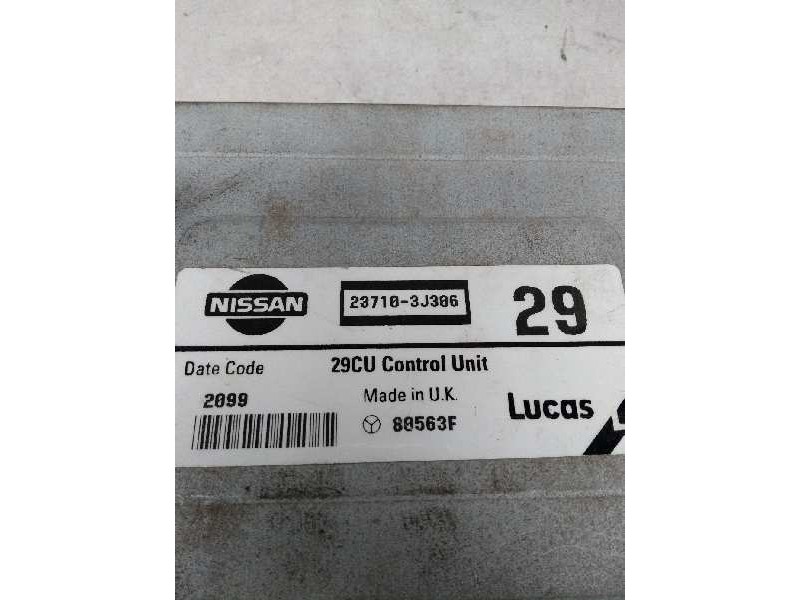 NISSAN
23710-3J306
29
Date Code
29CU Control Unit
2099
Made in U.K.
80563F
Lucas